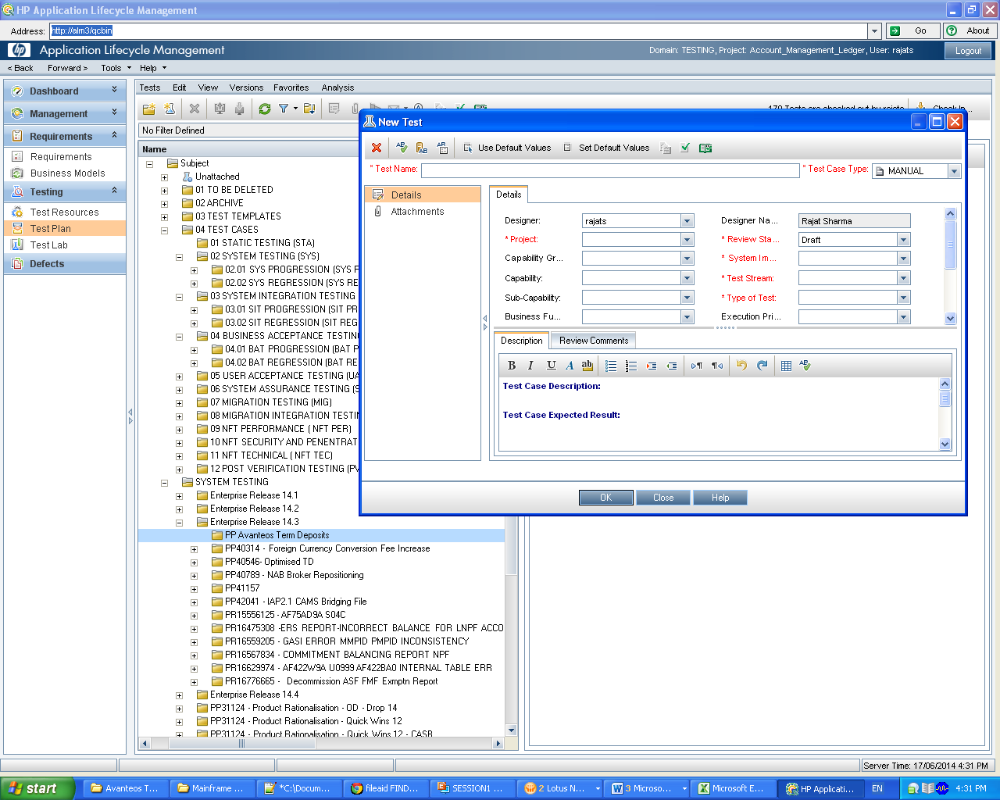 HP Application Lifecycle Management
Address: http://alm3/qcbin Go About
hp Application Lifecycle Management Domain: TESTING, Project: Account_Management_Ledger, User: rajats Logout
< Back Forward > Tools Help
Dashboard
Management
Requirements
Requirements
Business Models
Testing
Test Resources
Test Plan
Test Lab
Defects
Tests Edit View Versions Favorites Analysis
No Filter Defined
Name
Subject
Unattached
01 TO BE DELETED
02 ARCHIVE
03 TEST TEMPLATES
04 TEST CASES
01 STATIC TESTING (STA)
02 SYSTEM TESTING (SYS)
02.01 SYS PROGRESSION (SYS F
02.02 SYS REGRESSION (SYS RE
03 SYSTEM INTEGRATION TESTING
03.01 SIT PROGRESSION (SIT PR
03.02 SIT REGRESSION (SIT REG
04 BUSINESS ACCEPTANCE TESTING
04.01 BAT PROGRESSION (BAT P
04.02 BAT REGRESSION (BAT RE
05 USER ACCEPTANCE TESTING (UA
06 SYSTEM ASSURANCE TESTING (S
07 MIGRATION TESTING (MIG)
08 MIGRATION INTEGRATION TESTIN
09 NFT PERFORMANCE ( NFT PER)
10 NFT SECURITY AND PENENTRAT
11 NFT TECHNICAL ( NFT TEC)
12 POST VERIFICATION TESTING (PV
SYSTEM TESTING
Enterprise Release 14.1
Enterprise Release 14.2
Enterprise Release 14.3
PP Avanteos Term Deposits
PP40314 - Foreign Currency Conversion Fee Increase
PP40546- Optimised TD
PP40789 - NAB Broker Repositioning
PP41157
PP42041 - IAP2.1 CAMS Bridging File
PR15556125 - AF75AD9A S04C
PR16475308 -ERS REPORT-INCORRECT BALANCE FOR LNPF ACCO
PR16559205 - GASI ERROR MMPID PMPID INCONSISTENCY
PR16567834 - COMMITMENT BALANCING REPORT NPF
PR16629974 - AF422W9A U0999 AF422BA0 INTERNAL TABLE ERR
PR16776665 - Decommission ASF FMF Exmptn Report
Enterprise Release 14.4
PP31124 - Product Rationalisation - OD - Drop 14
PP31124 - Product Rationalisation - Quick Wins 12
PP31124 - Product Rationalisation - Quick Wins 12 - CASR
New Test
Use Default Values Set Default Values
* Test Name: * Test Case Type: MANUAL
Details
Attachments
Details
Designer: rajats Designer Na... Rajat Sharma
* Project: * Review Sta... Draft
Capability Gr... * System Im...
Capability: * Test Stream:
Sub-Capability: * Type of Test:
Business Fu... Execution Pri...
Description Review Comments
B I U A ab
Test Case Description:
Test Case Expected Result:
OK Close Help
Server Time: 17/06/2014 4:31 PM
start Avanteos T... Mainframe ... *C:\Docum... fileaid FIND... SESSION1 ... 2 Lotus N... 3 Microso... Microsoft E... HP Applicati... EN 4:31 PM